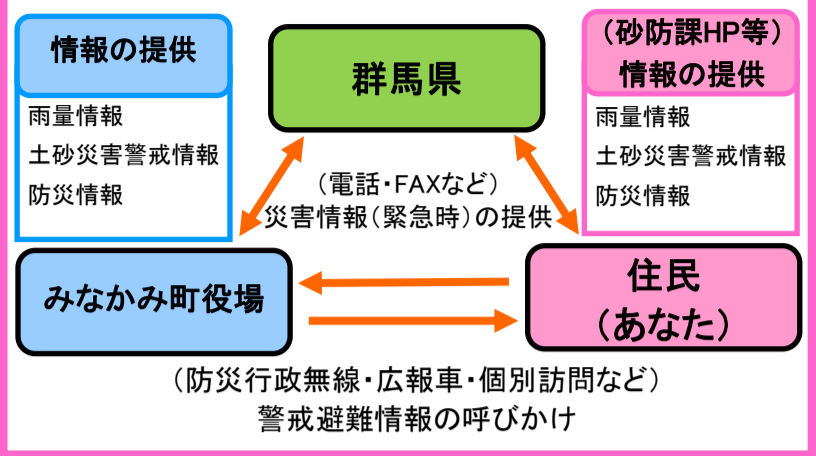 情報の提供
雨量情報
土砂災害警戒情報
防災情報
群馬県
（砂防課HP等）
情報の提供
雨量情報
土砂災害警戒情報
防災情報
（電話・FAXなど）
災害情報（緊急時）の提供
みなかみ町役場
住民
（あなた）
（防災行政無線・広報車・個別訪問など）
警戒避難情報の呼びかけ